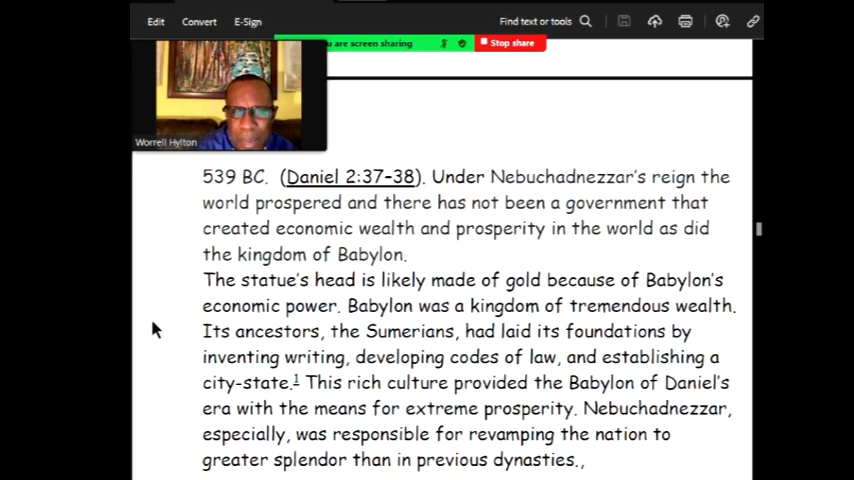 Edit Convert E-Sign Find text or tools
u are screen sharing Stop share
Worrell Hylton
539 BC. (Daniel 2:37-38). Under Nebuchadnezzar's reign the
world prospered and there has not been a government that
created economic wealth and prosperity in the world as did
the kingdom of Babylon.
The statue's head is likely made of gold because of Babylon's
economic power. Babylon was a kingdom of tremendous wealth.
Its ancestors, the Sumerians, had laid its foundations by
inventing writing, developing codes of law, and establishing a
city-state.1 This rich culture provided the Babylon of Daniel's
era with the means for extreme prosperity. Nebuchadnezzar,
especially, was responsible for revamping the nation to
greater splendor than in previous dynasties.,